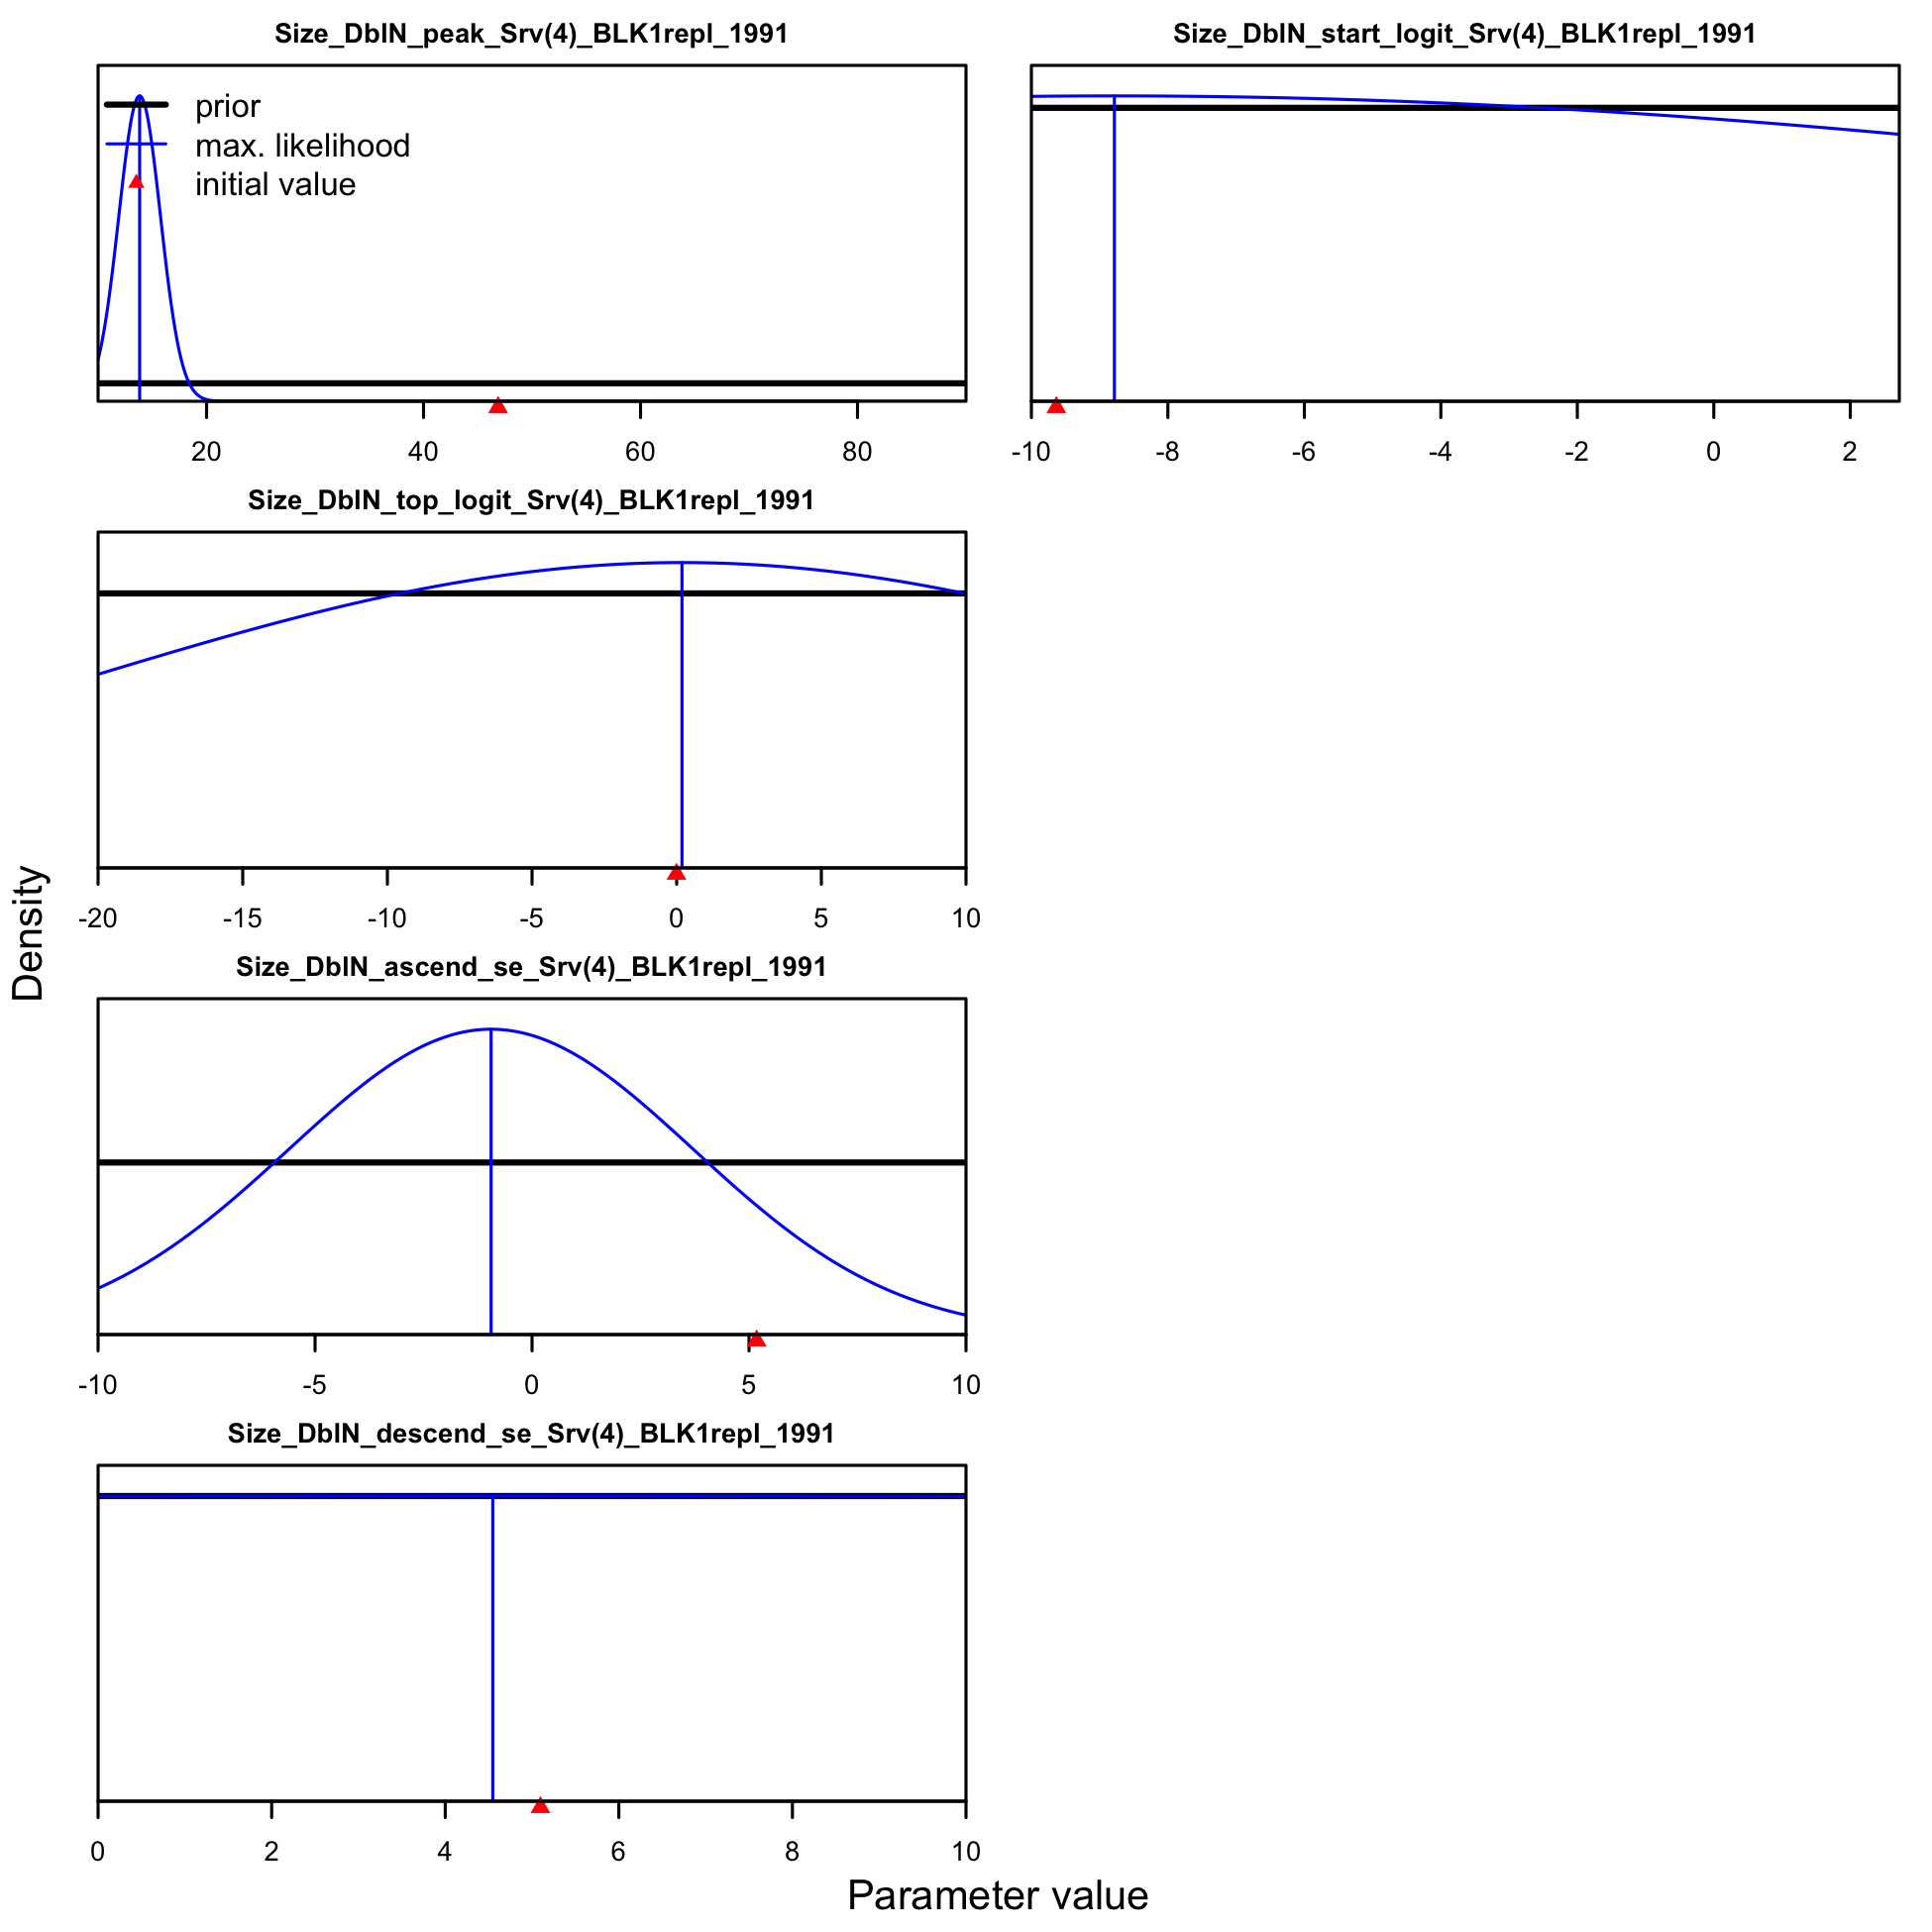 Size_DblN_peak_Srv(4)_BLK1repl_1991
prior
max. likelihood
initial value
20 40 60 80
Size_DblN_start_logit_Srv(4)_BLK1repl_1991
-10 -8 -6 -4 -2 0 2
Size_DblN_top_logit_Srv(4)_BLK1repl_1991
-20 -15 -10 -5 0 5 10
Size_DblN_ascend_se_Srv(4)_BLK1repl_1991
-10 -5 0 5 10
Size_DblN_descend_se_Srv(4)_BLK1repl_1991
0 2 4 6 8 10
Density
Parameter value